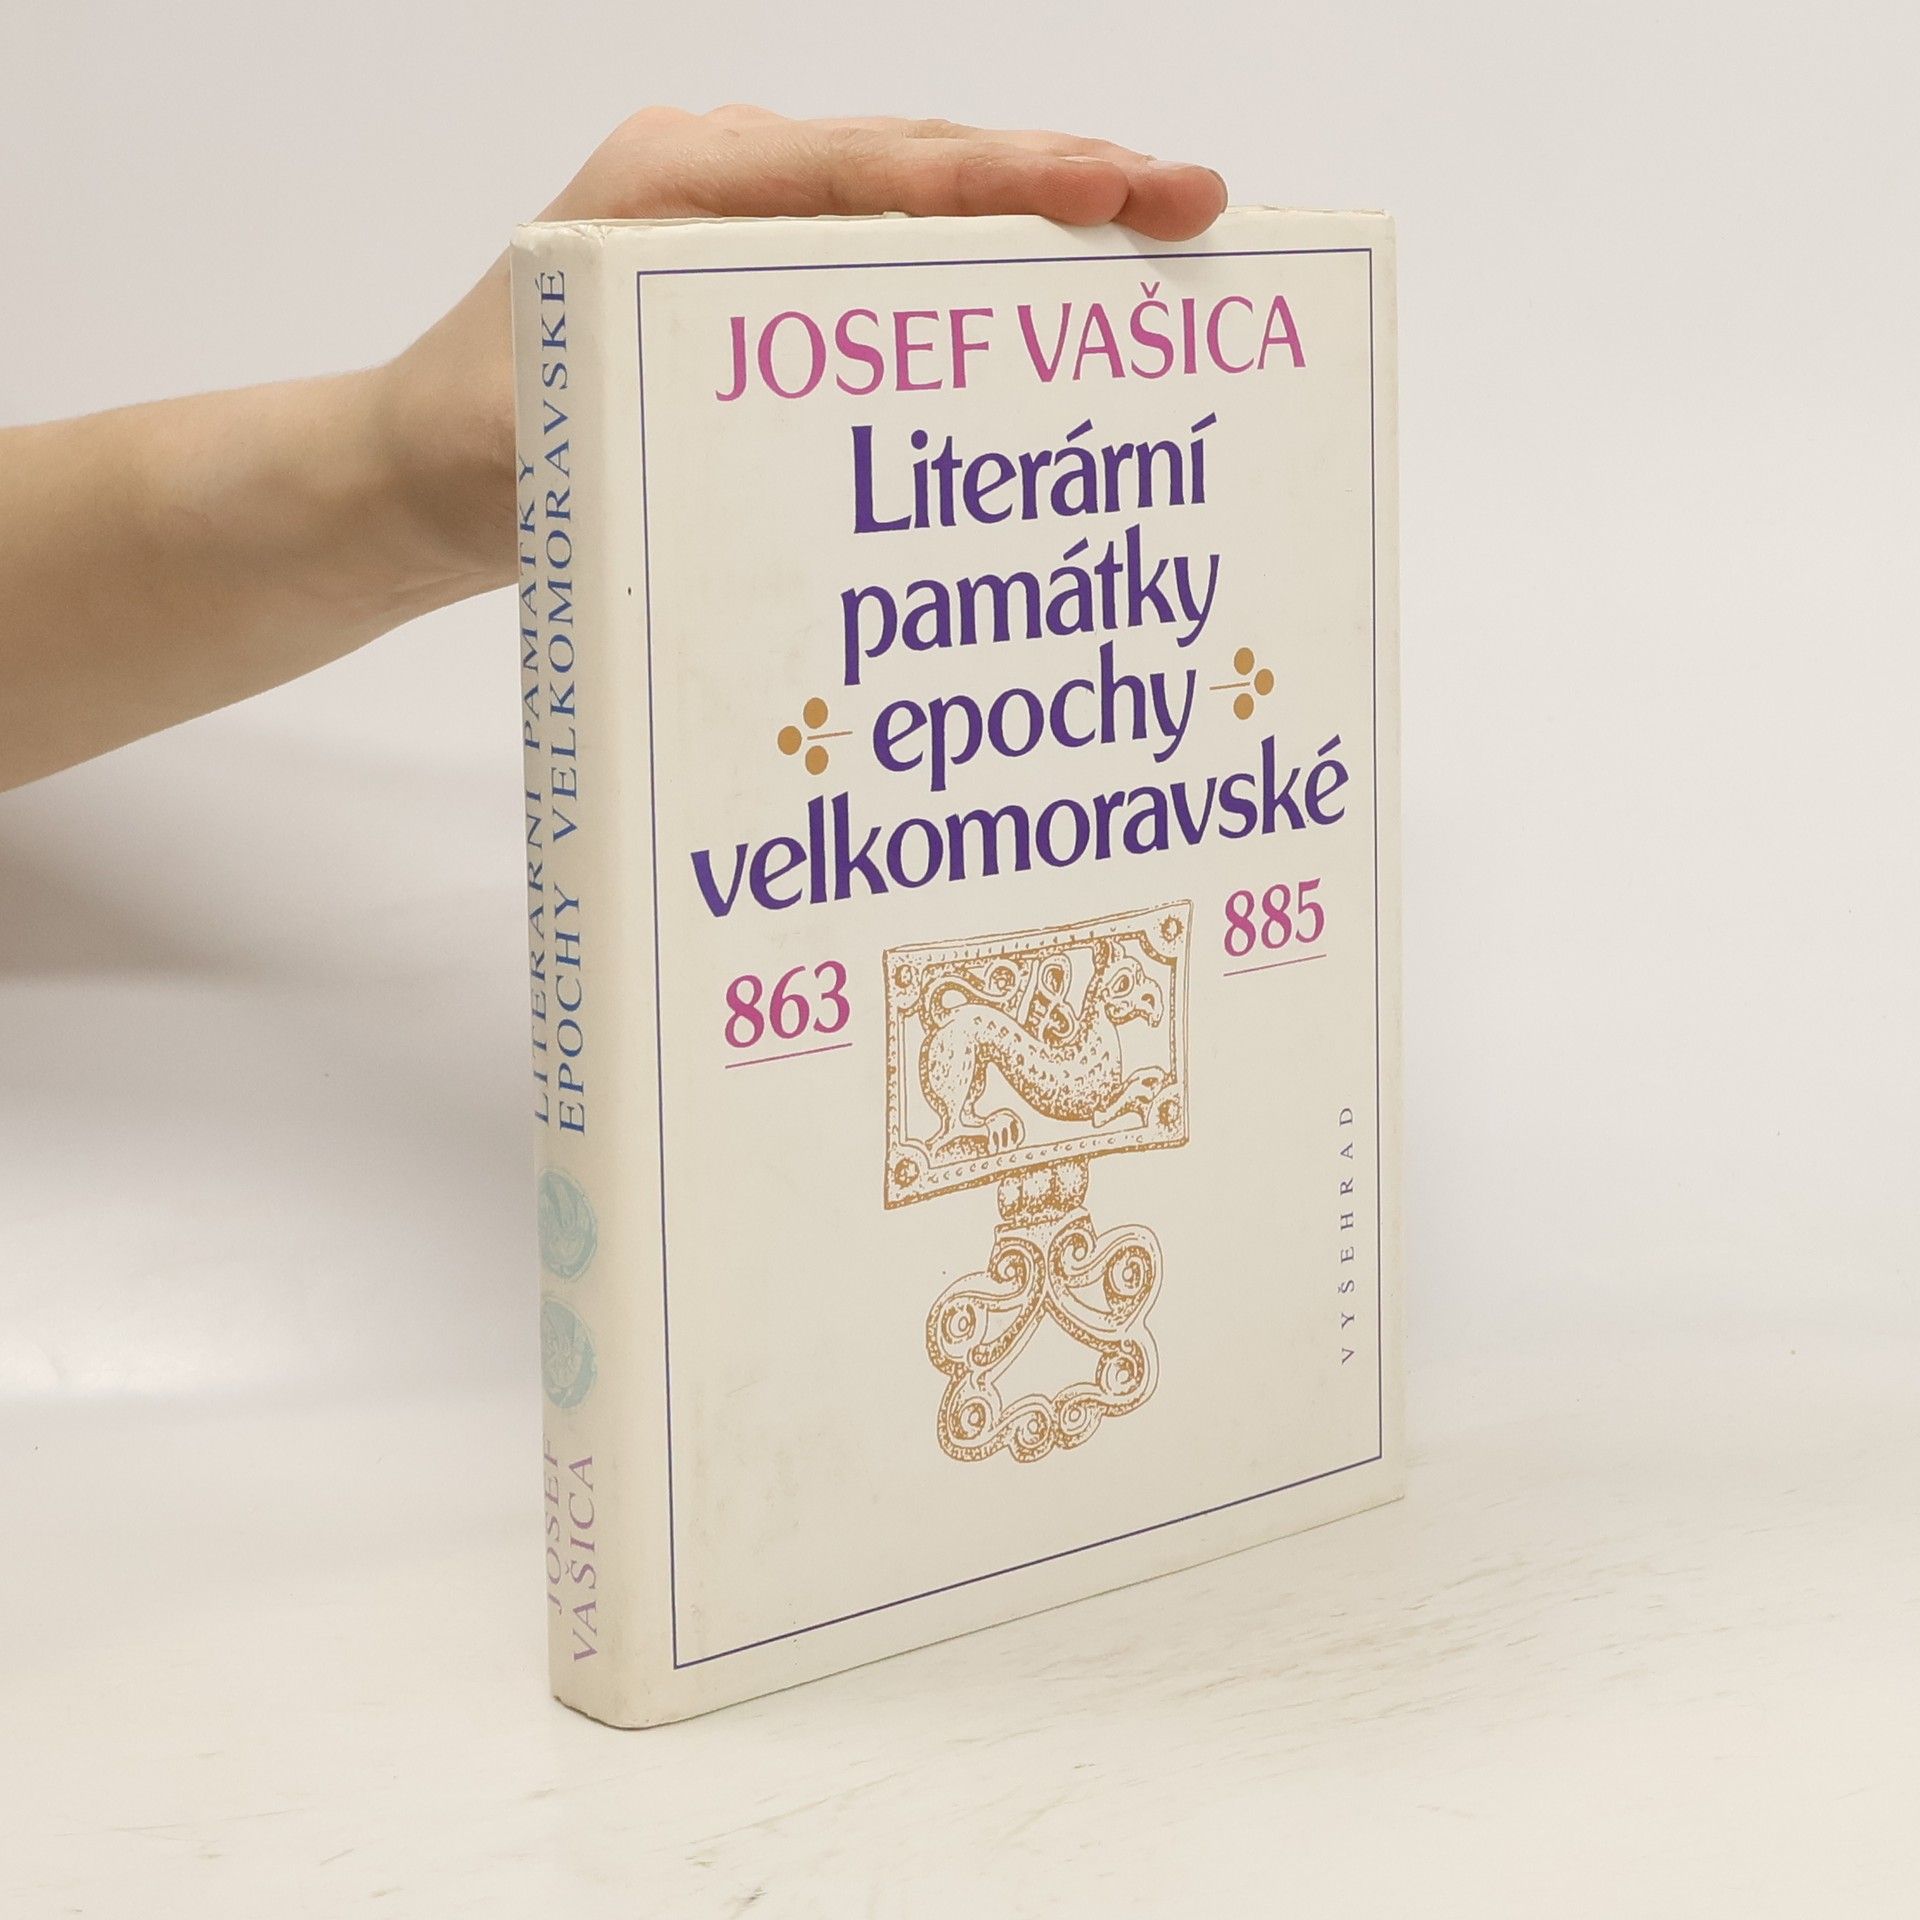 LITERÁRNÍ PAMÁTKY
EPOCHY VELKOMORAVSKÉ
JOSEF
VAŠICA
JOSEF VAŠICA
Literární
památky
epochy
velkomoravské
863
885
VYŠEHRAD